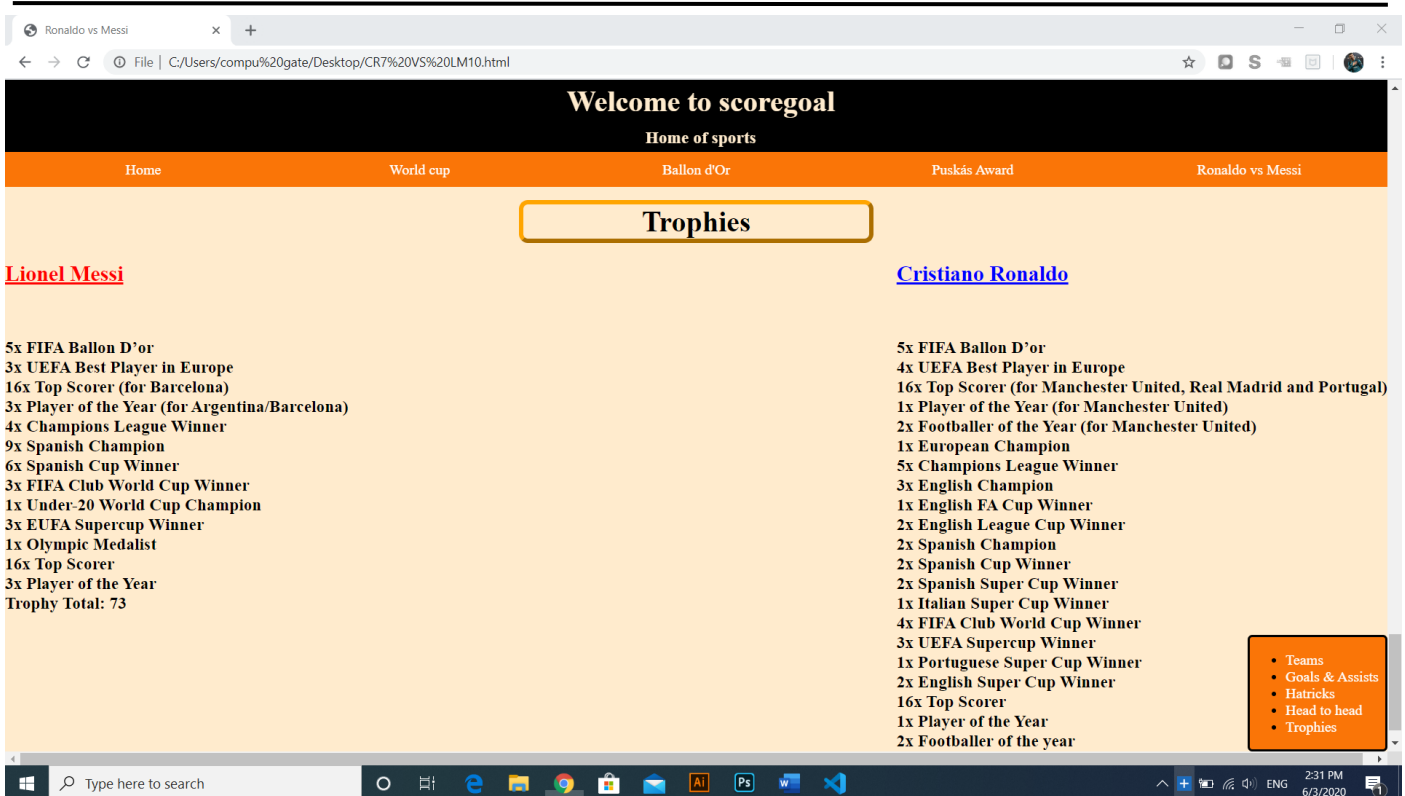 Ronaldo vs Messi
File | C:/Users/compu%20gate/Desktop/CR7%20VS%20LM10.html
Welcome to scoregoal
Home of sports
Home World cup Ballon d'Or Puskás Award Ronaldo vs Messi
Trophies
Lionel Messi
5x FIFA Ballon D’or
3x UEFA Best Player in Europe
16x Top Scorer (for Barcelona)
3x Player of the Year (for Argentina/Barcelona)
4x Champions League Winner
9x Spanish Champion
6x Spanish Cup Winner
3x FIFA Club World Cup Winner
1x Under-20 World Cup Champion
3x EUFA Supercup Winner
1x Olympic Medalist
16x Top Scorer
3x Player of the Year
Trophy Total: 73
Cristiano Ronaldo
5x FIFA Ballon D’or
4x UEFA Best Player in Europe
16x Top Scorer (for Manchester United, Real Madrid and Portugal)
1x Player of the Year (for Manchester United)
2x Footballer of the Year (for Manchester United)
1x European Champion
5x Champions League Winner
3x English Champion
1x English FA Cup Winner
2x English League Cup Winner
2x Spanish Champion
2x Spanish Cup Winner
2x Spanish Super Cup Winner
1x Italian Super Cup Winner
4x FIFA Club World Cup Winner
3x UEFA Supercup Winner
1x Portuguese Super Cup Winner
2x English Super Cup Winner
16x Top Scorer
1x Player of the Year
2x Footballer of the year
Teams
Goals & Assists
Hatricks
Head to head
Trophies
Type here to search
Ai
Ps
ENG
2:31 PM
6/3/2020